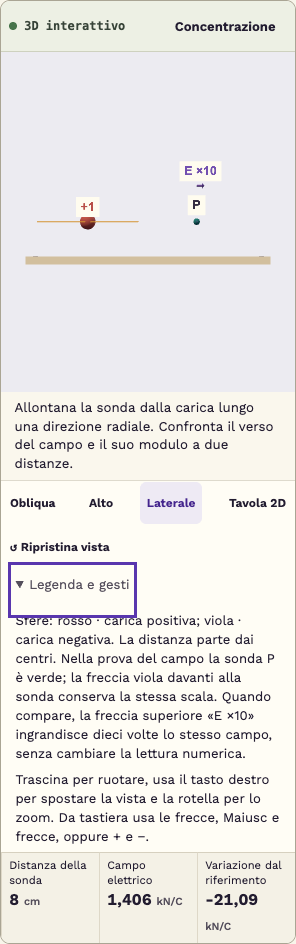 3D interattivo
Concentrazione
E ×10
→
+1
P
Allontana la sonda dalla carica lungo
una direzione radiale. Confronta il verso
del campo e il suo modulo a due
distanze.
Obliqua
Alto
Laterale
Tavola 2D
↺ Ripristina vista
▼ Legenda e gesti
Sfere: rosso · carica positiva; viola ·
carica negativa. La distanza parte dai
centri. Nella prova del campo la sonda P
è verde; la freccia viola davanti alla
sonda conserva la stessa scala. Quando
compare, la freccia superiore «E ×10»
ingrandisce dieci volte lo stesso campo,
senza cambiare la lettura numerica.
Trascina per ruotare, usa il tasto destro
per spostare la vista e la rotella per lo
zoom. Da tastiera usa le frecce, Maiusc e
frecce, oppure + e −.
Distanza della
sonda
8 cm
Campo
elettrico
1,406 kN/C
Variazione dal
riferimento
-21,09
kN/C